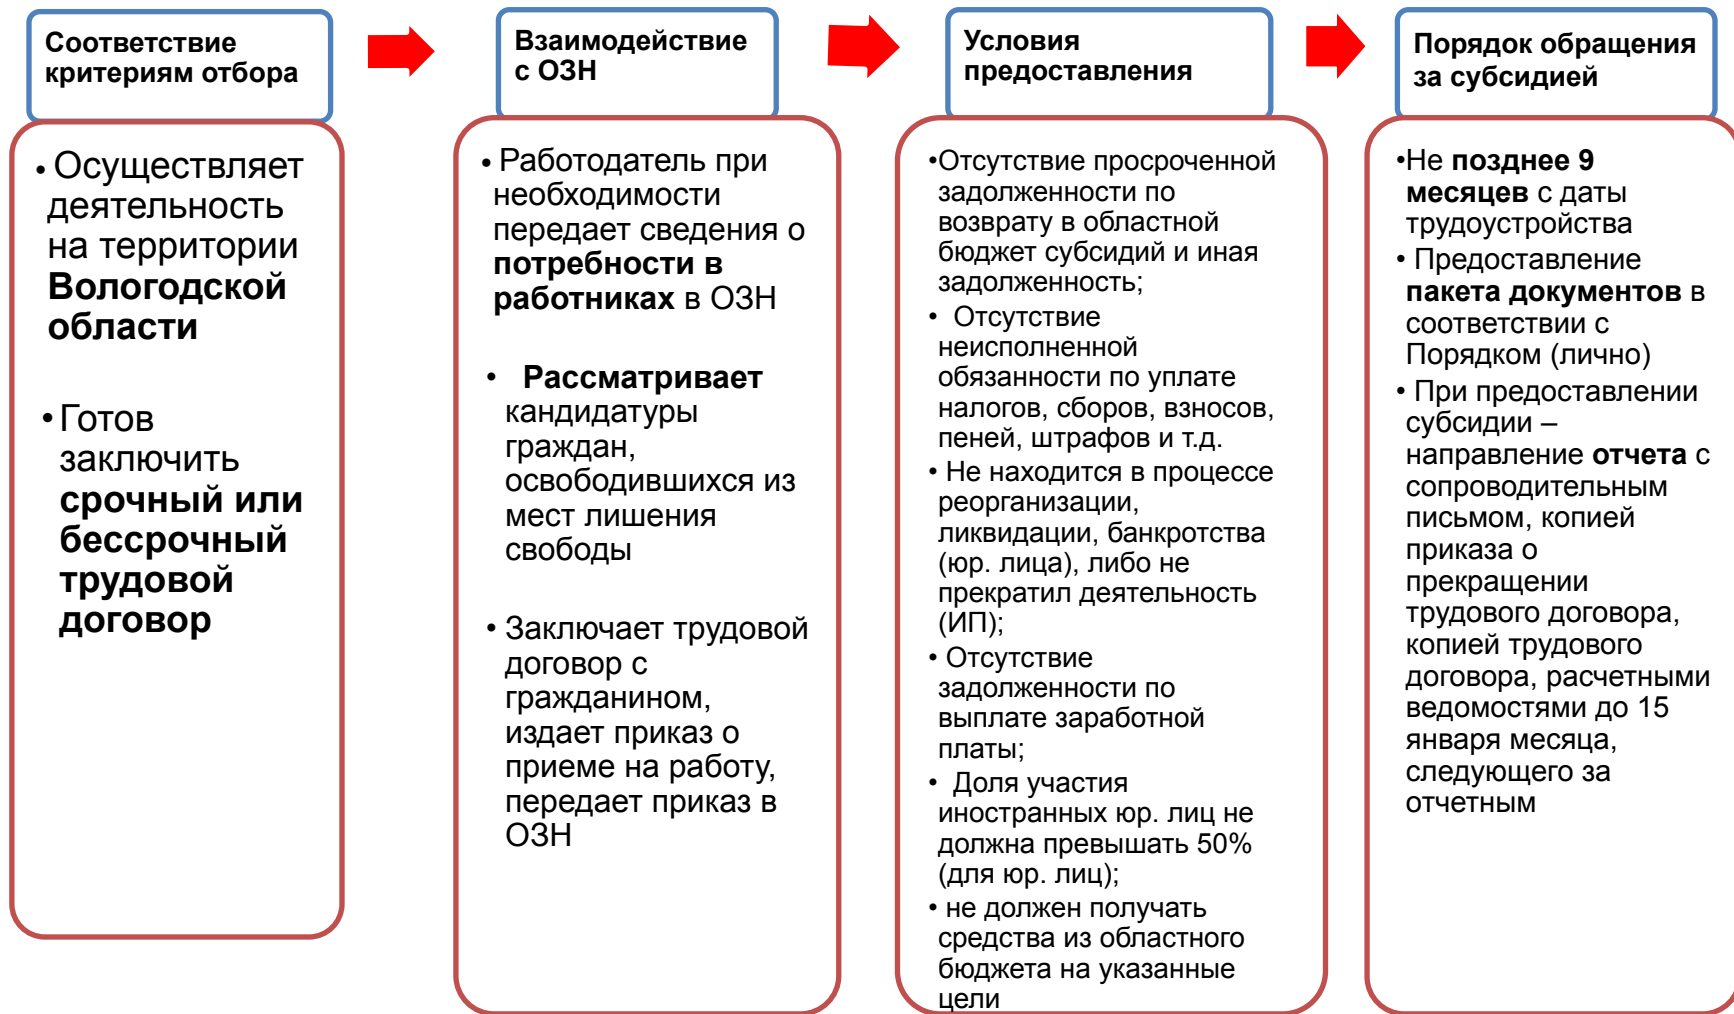 Соответствие
критериям отбора
• Осуществляет
деятельность
на территории
Вологодской
области
• Готов
заключить
срочный или
бессрочный
трудовой
договор
Взаимодействие
с ОЗН
• Работодатель при
необходимости
передает сведения о
потребности в
работниках в ОЗН
• Рассматривает
кандидатуры
граждан,
освободившихся из
мест лишения
свободы
• Заключает трудовой
договор с
гражданином,
издает приказ о
приеме на работу,
передает приказ в
ОЗН
Условия
предоставления
•Отсутствие просроченной
задолженности по
возврату в областной
бюджет субсидий и иная
задолженность;
• Отсутствие
неисполненной
обязанности по уплате
налогов, сборов, взносов,
пеней, штрафов и т.д.
• Не находится в процессе
реорганизации,
ликвидации, банкротства
(юр. лица), либо не
прекратил деятельность
(ИП);
• Отсутствие
задолженности по
выплате заработной
платы;
• Доля участия
иностранных юр. лиц не
должна превышать 50%
(для юр. лиц);
• не должен получать
средства из областного
бюджета на указанные
цели
Порядок обращения
за субсидией
•Не позднее 9
месяцев с даты
трудоустройства
• Предоставление
пакета документов в
соответствии с
Порядком (лично)
• При предоставлении
субсидии –
направление отчета с
сопроводительным
письмом, копией
приказа о
прекращении
трудового договора,
копией трудового
договора, расчетными
ведомостями до 15
января месяца,
следующего за
отчетным